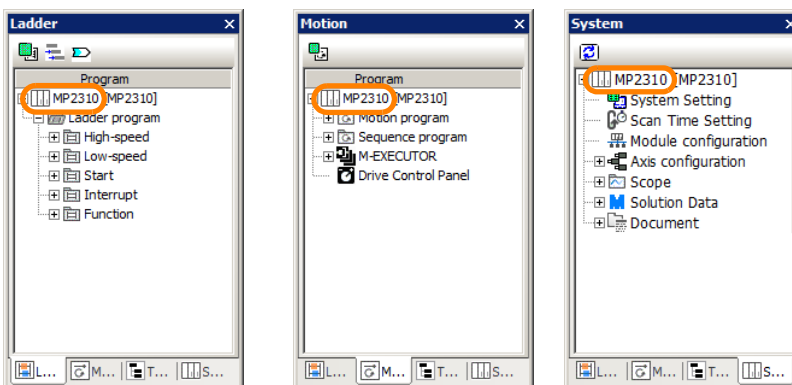 Ladder
Program
MP2310 [MP2310]
Ladder program
High-speed
Low-speed
Start
Interrupt
Function
L... M... T... S...
Motion
Program
MP2310 [MP2310]
Motion program
Sequence program
M-EXECUTOR
Drive Control Panel
L... M... T... S...
System
MP2310 [MP2310]
System Setting
Scan Time Setting
Module configuration
Axis configuration
Scope
Solution Data
Document
L... M... T... S...